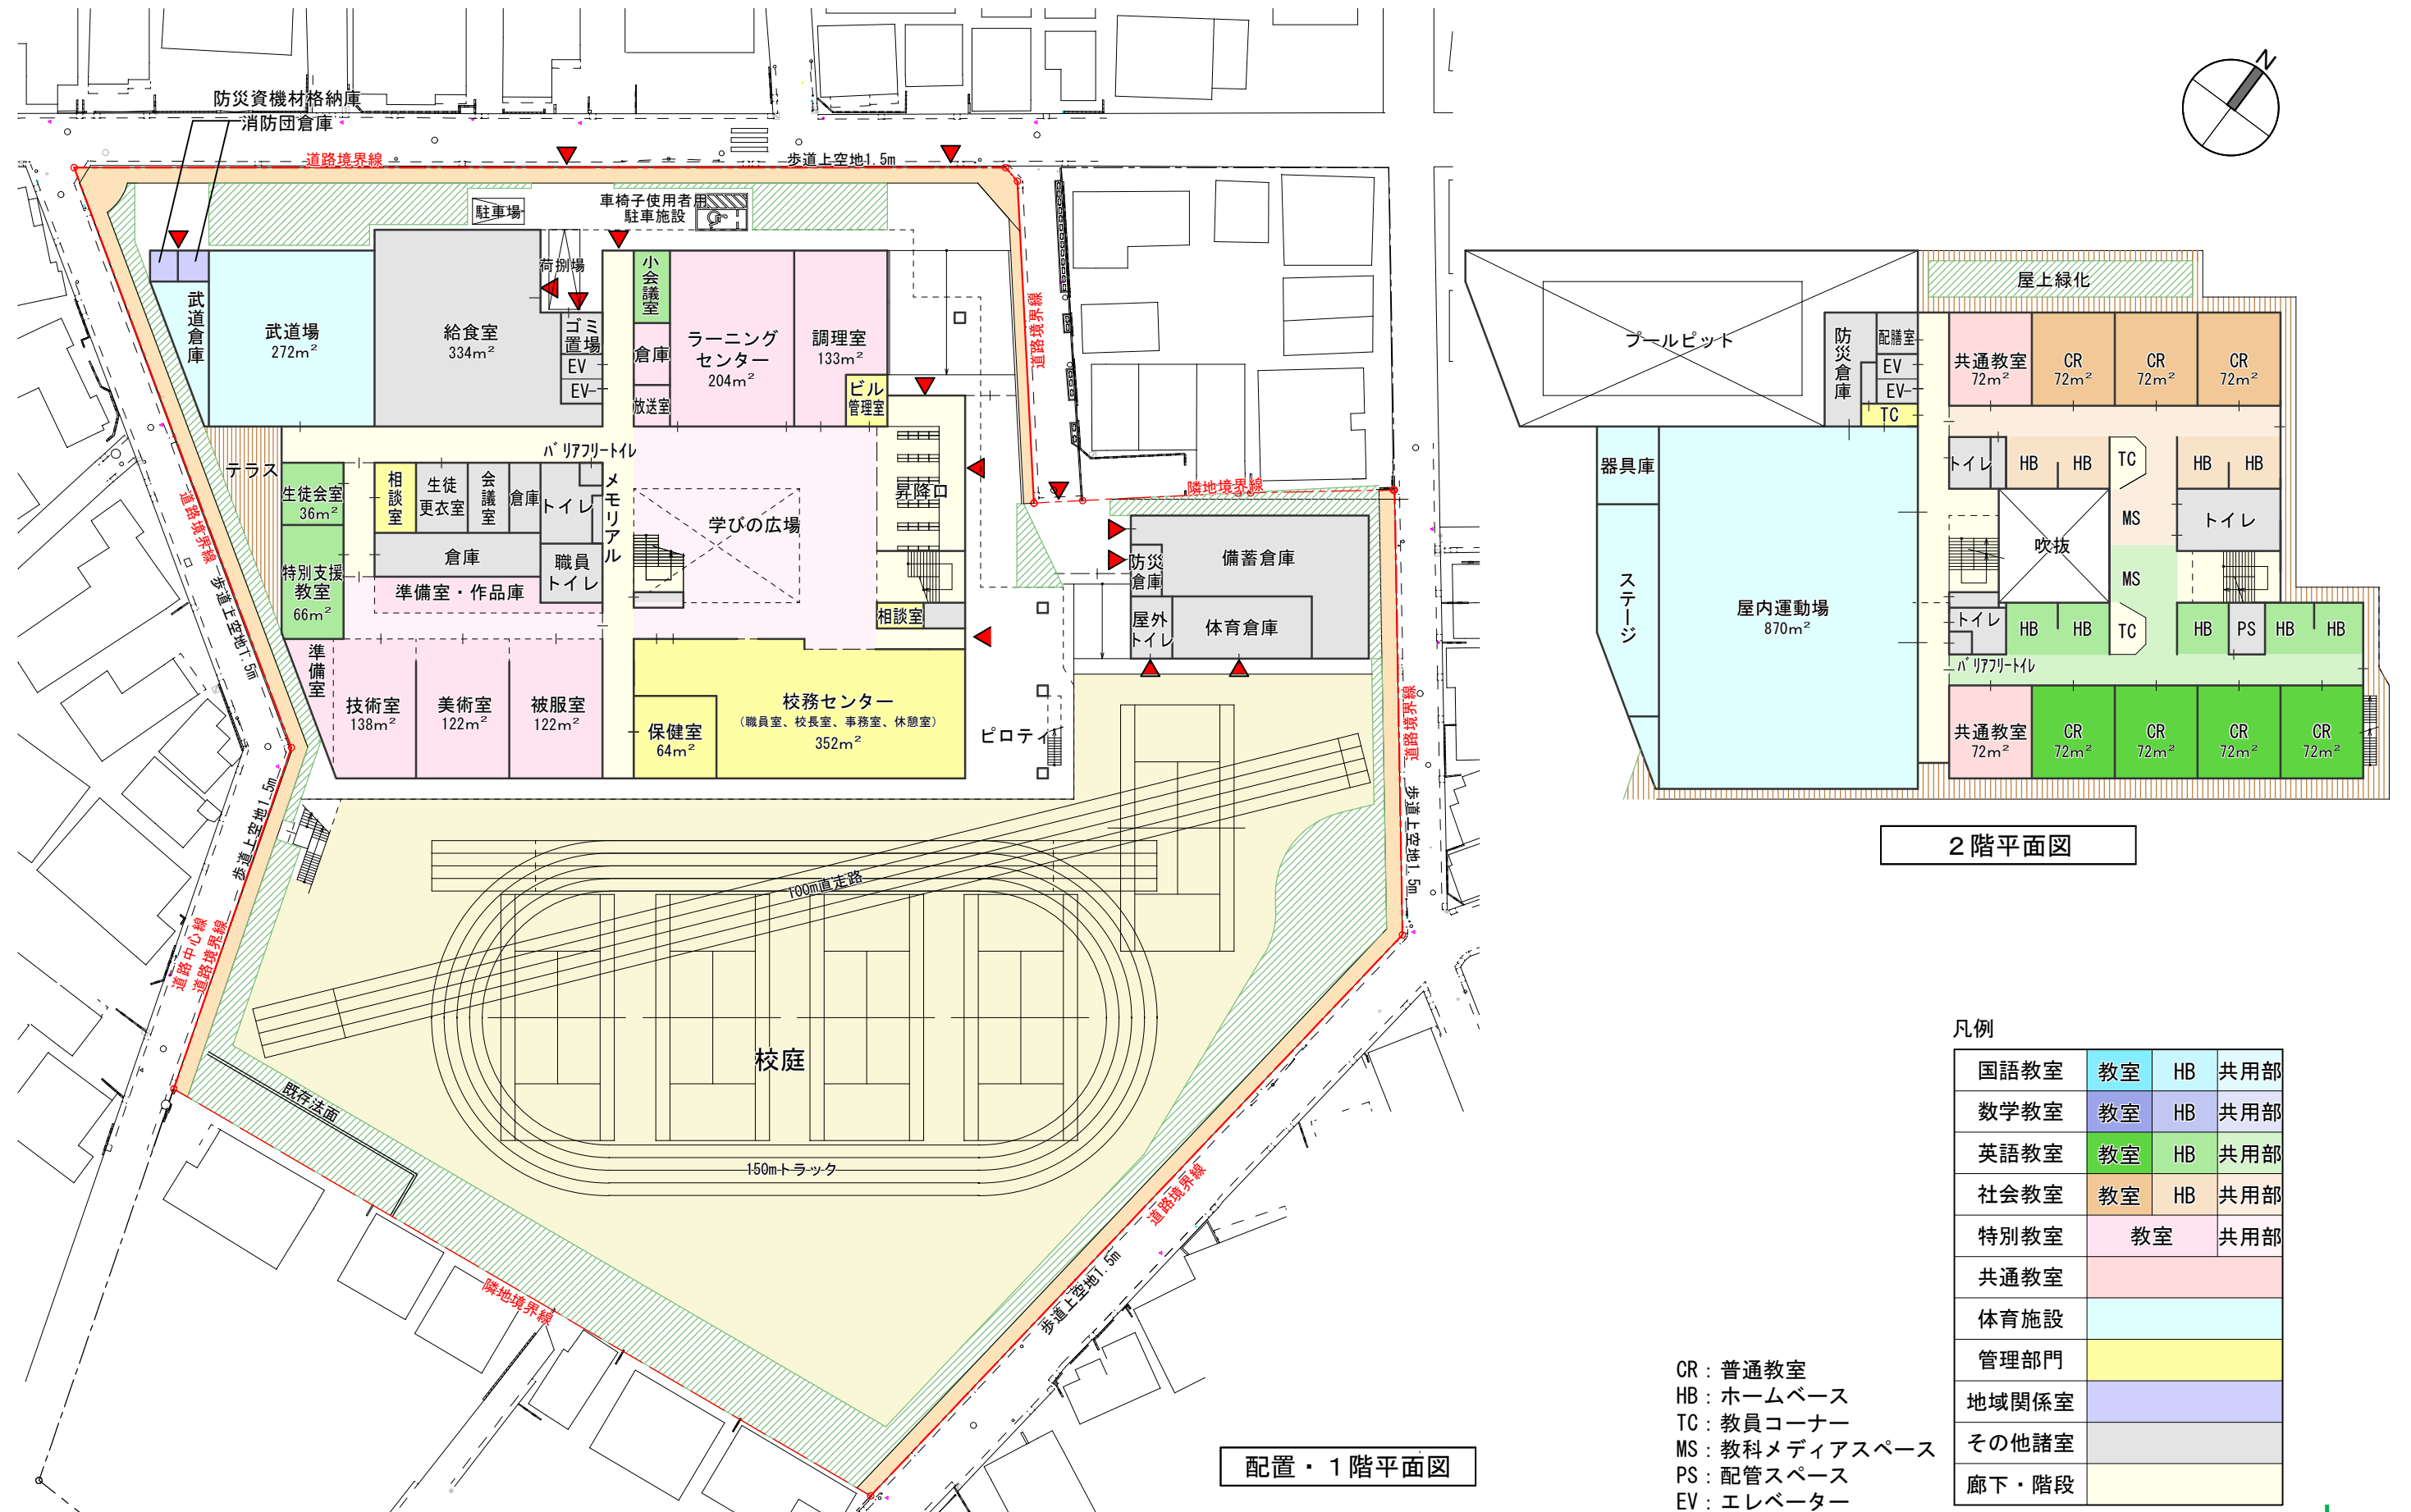 防災資機材格納庫
消防団倉庫
道路境界線
歩道上空地1.5m
N
駐車場
車椅子使用者用
駐車施設
荷捌場
小会議室
武道倉庫
武道場
272m²
給食室
334m²
ゴミ
置場
EV
EV
倉庫
放送室
ラーニング
センター
204m²
調理室
133m²
ビル
管理室
道路境界線
バリアフリートイレ
テラス
生徒会室
36m²
相談室
生徒
更衣室
会議室
倉庫
トイレ
メモリアル
学びの広場
昇降口
隣地境界線
道路境界線
倉庫
職員
トイレ
特別支援
教室
66m²
準備室・作品庫
相談室
防災
倉庫
備蓄倉庫
屋外
トイレ
体育倉庫
歩道上空地1.5m
準備室
技術室
138m²
美術室
122m²
被服室
122m²
保健室
64m²
校務センター
(職員室、校長室、事務室、休憩室)
352m²
ピロティ
道路境界線
歩道上空地1.5m
歩道上空地1.5m
100m直走路
道路中心線
道路境界線
校庭
既存法面
150mトラック
道路境界線
歩道上空地1.5m
隣地境界線
配置・1階平面図
屋上緑化
プールピット
防災倉庫
配膳室
EV
EV
TC
共通教室
72m²
CR
72m²
CR
72m²
CR
72m²
器具庫
トイレ
HB
HB
TC
HB
HB
MS
トイレ
吹抜
ステージ
屋内運動場
870m²
MS
トイレ
HB
HB
TC
HB
PS
HB
HB
バリアフリートイレ
共通教室
72m²
CR
72m²
CR
72m²
CR
72m²
CR
72m²
2階平面図
凡例
国語教室 教室 HB 共用部
数学教室 教室 HB 共用部
英語教室 教室 HB 共用部
社会教室 教室 HB 共用部
特別教室 教室 共用部
共通教室
体育施設
管理部門
地域関係室
その他諸室
廊下・階段
CR：普通教室
HB：ホームベース
TC：教員コーナー
MS：教科メディアスペース
PS：配管スペース
EV：エレベーター